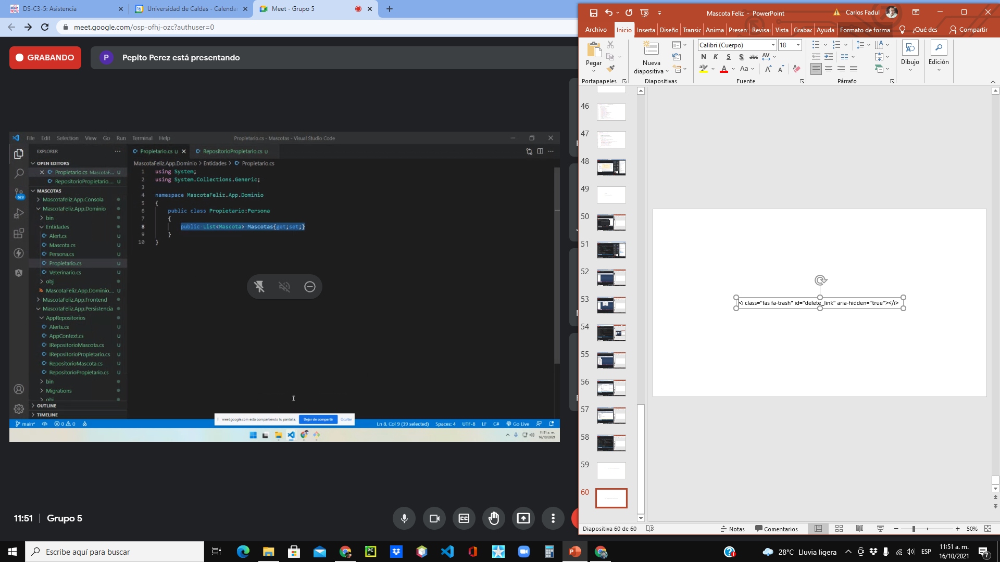 DS-C3-5: Asistencia
Universidad de Caldas - Calendar
Meet - Grupo 5
meet.google.com/osp-ofhj-ozc?authuser=0
GRABANDO
P
Pepito Perez está presentando
File Edit Selection View Go Run Terminal Help
Propietario.cs - Mascotas - Visual Studio Code
EXPLORER
Propietario.cs U
RepositorioPropietario.cs U
OPEN EDITORS
Propietario.cs MascotaF... U
RepositorioPropietario.... U
MASCOTAS
Mascotafeliz.App.Consola
MascotaFeliz.App.Dominio
bin
Entidades
Alert.cs U
Mascota.cs U
Persona.cs U
Propietario.cs U
Veterinario.cs U
obj
MascotaFeliz.App.Dominio.... U
MascotaFeliz.App.Frontend
MascotaFeliz.App.Persistencia
AppRepositorios
Alerts.cs U
AppContext.cs U
IRepositorioMascota.cs U
IRepositorioPropietario.cs U
RepositorioMascota.cs U
RepositorioPropietario.cs U
bin
Migrations
obj
OUTLINE
TIMELINE
623
MascotaFeliz.App.Dominio > Entidades > Propietario.cs
1 using System;
2 using System.Collections.Generic;
3
4 namespace MascotaFeliz.App.Dominio
5 {
6 public class Propietario:Persona
7 {
8 public List<Mascota> Mascotas{get;set;}
9 }
10 }
meet.google.com está compartiendo tu pantalla. Dejar de compartir Ocultar
main* 0 0 Ln 8, Col 9 (39 selected) Spaces: 4 UTF-8 LF C# Go Live
11:51 a. m.
16/10/2021
11:51 | Grupo 5
Mascota Feliz - PowerPoint
Carlos Fadul
Archivo Inicio Inserta Diseño Transic Anima Presen Revisar Vista Grabac Ayuda Formato de forma ¿Qué des Compartir
Pegar
Portapapeles
Nueva
diapositiva
Diapositivas
Calibri (Cuerpo) 18
N K S S abc AV
A Aa A A
Fuente
Párrafo
Dibujo
Edición
46
47
48
49
50
51
52
53
54
55
56
57
58
59
60
<i class="fas fa-trash" id="delete_link" aria-hidden="true"></i>
Diapositiva 60 de 60
Notas
Comentarios
50%
Escribe aquí para buscar
28°C Lluvia ligera
ESP
11:51 a. m.
16/10/2021
7